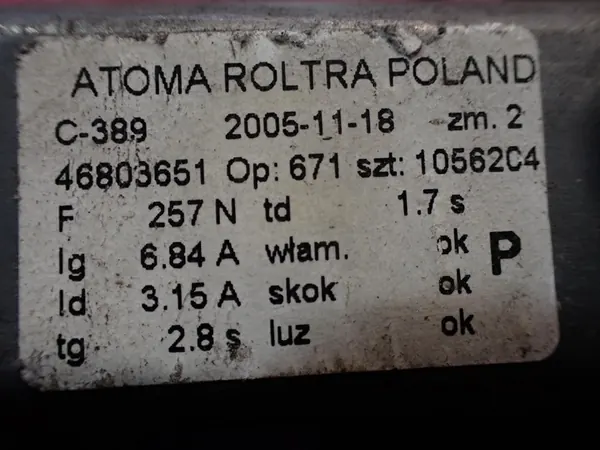 ATOMA ROLTRA POLAND
C-389 2005-11-18 zm. 2
46803651 Op: 671 szt: 10562C4
F 257 N td 1.7 s
Ig 6.84 A włam. ok P
Id 3.15 A skok ok
tg 2.8 s luz ok